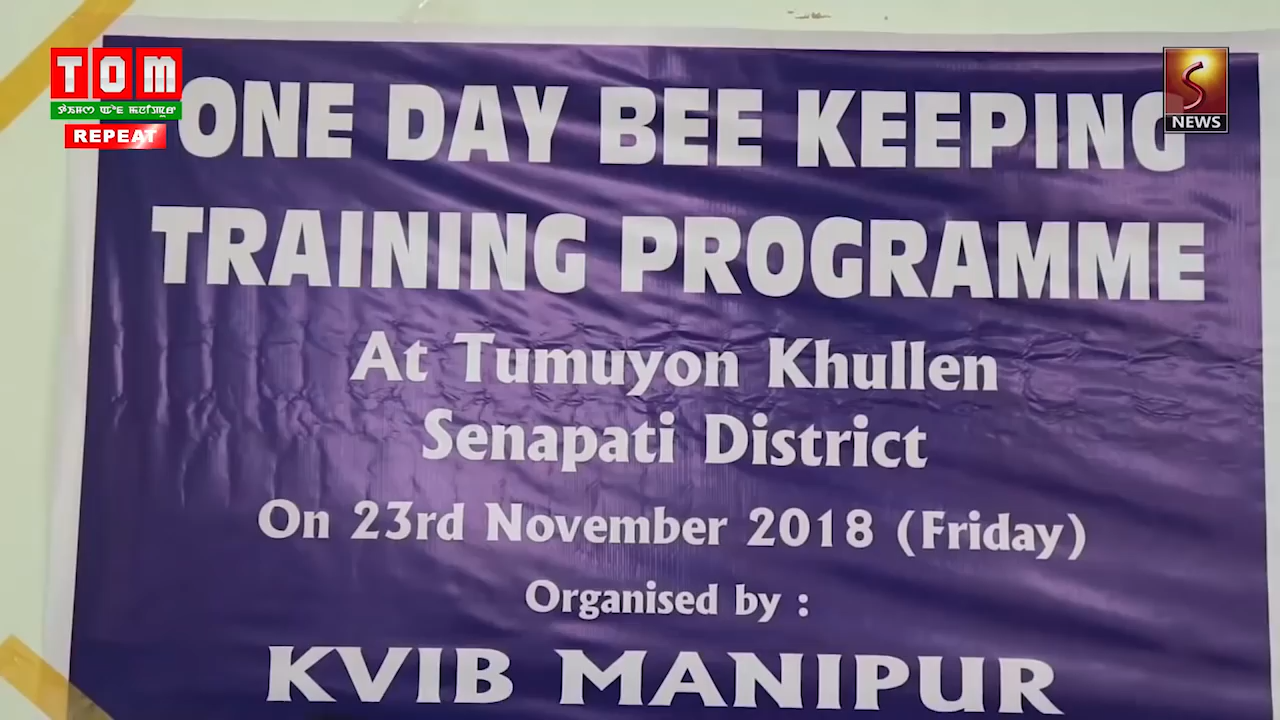 TOM
REPEAT
S
NEWS
ONE DAY BEE KEEPING
TRAINING PROGRAMME
At Tumuyon Khullen
Senapati District
On 23rd November 2018 (Friday)
Organised by :
KVIB MANIPUR